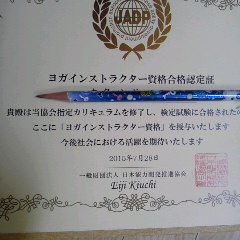 JADP
ヨガインストラクター資格合格認定証
貴殿は当協会指定カリキュラムを修了し、検定試験に合格された
ここに「ヨガインストラクター資格」を授与いたします
今後社会における活躍を期待いたします
2015年7月28日
一般財団法人 日本能力開発推進協会
Eiji Kiuchi